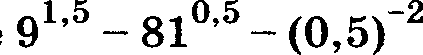 9^{1,5} – 81^{0,5} – (0,5)^{-2}